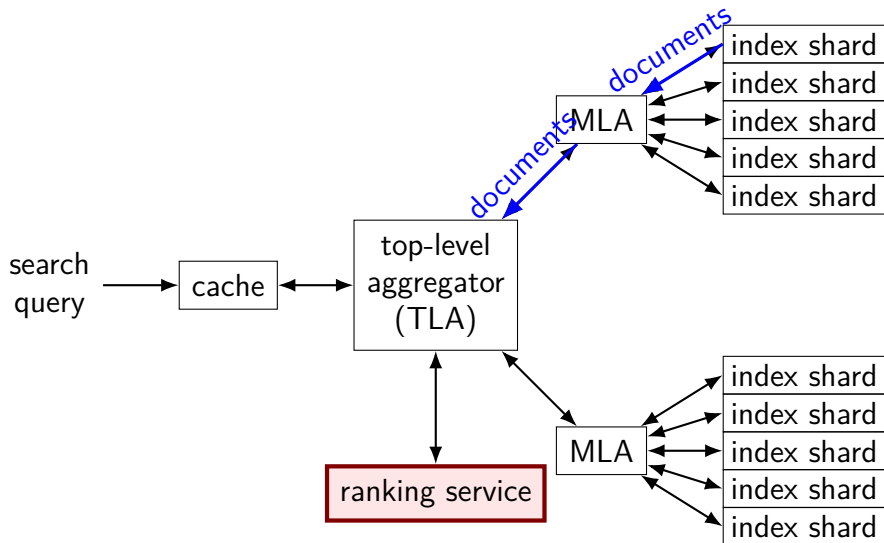 documents
index shard
index shard
index shard
index shard
index shard
MLA
documents
search
query
cache
top-level
aggregator
(TLA)
index shard
index shard
index shard
index shard
index shard
MLA
ranking service